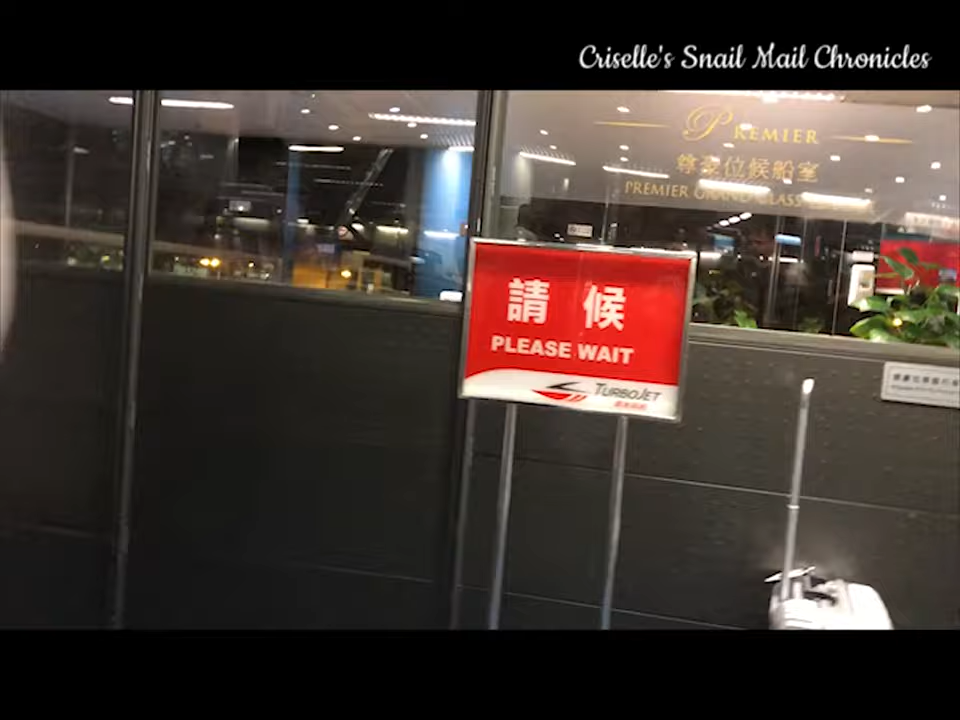 Criselle's Snail Mail Chronicles
PREMIER
尊豪位候船室
PREMIER GRAND CLASS
請 候
PLEASE WAIT
TURBOJET